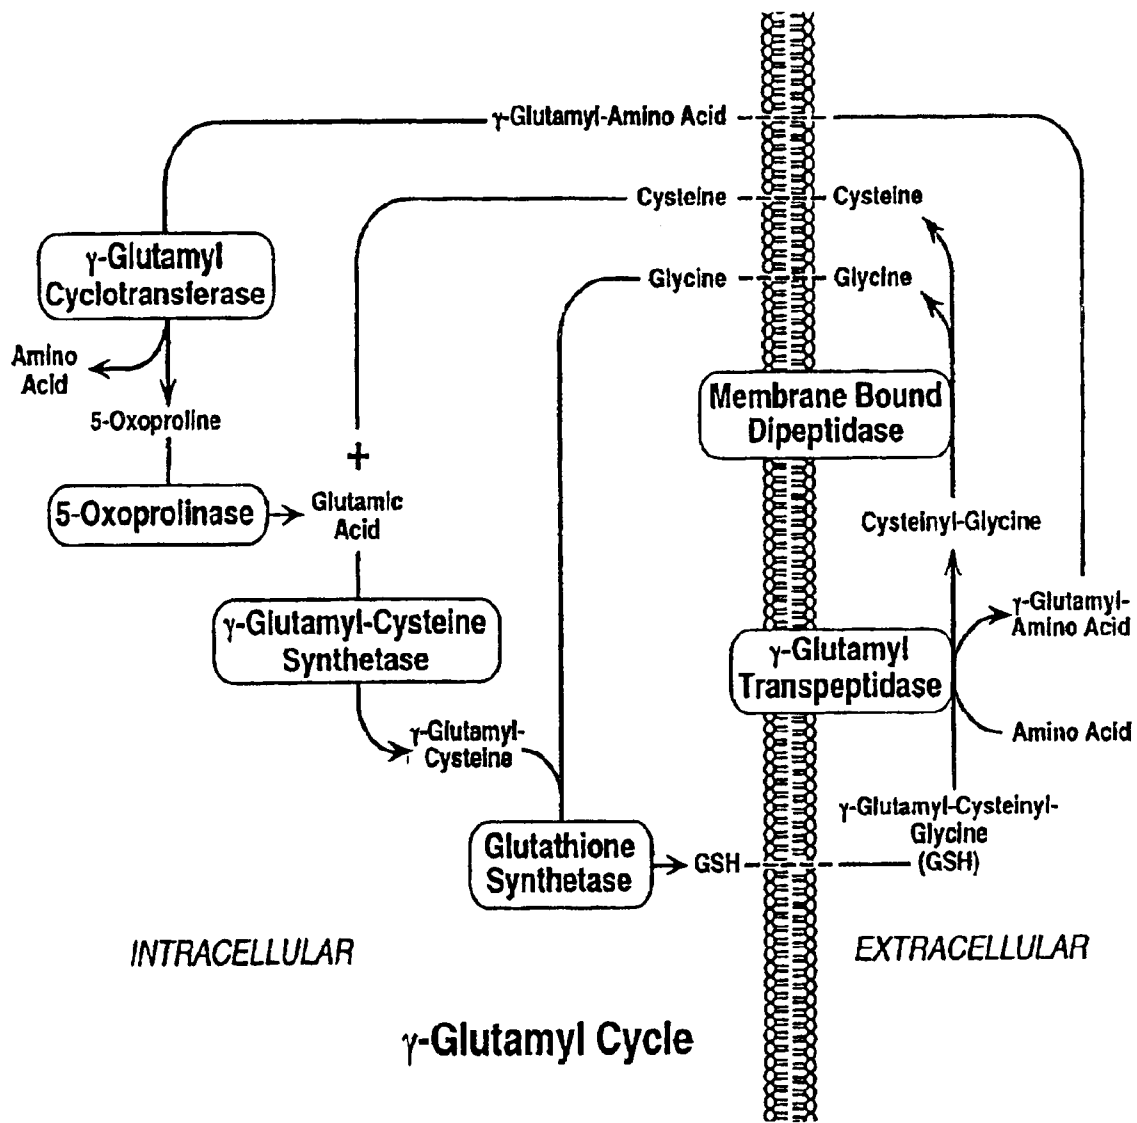 γ-Glutamyl-Amino Acid
Cysteine
Cysteine
γ-Glutamyl
Cyclotransferase
Glycine
Glycine
Amino
Acid
5-Oxoproline
Membrane Bound
Dipeptidase
+
5-Oxoprolinase
Glutamic
Acid
Cysteinyl-Glycine
γ-Glutamyl-Cysteine
Synthetase
γ-Glutamyl-
Amino Acid
γ-Glutamyl
Transpeptidase
γ-Glutamyl-
Cysteine
Amino Acid
γ-Glutamyl-Cysteinyl-
Glycine
(GSH)
Glutathione
Synthetase
GSH
INTRACELLULAR
EXTRACELLULAR
γ-Glutamyl Cycle